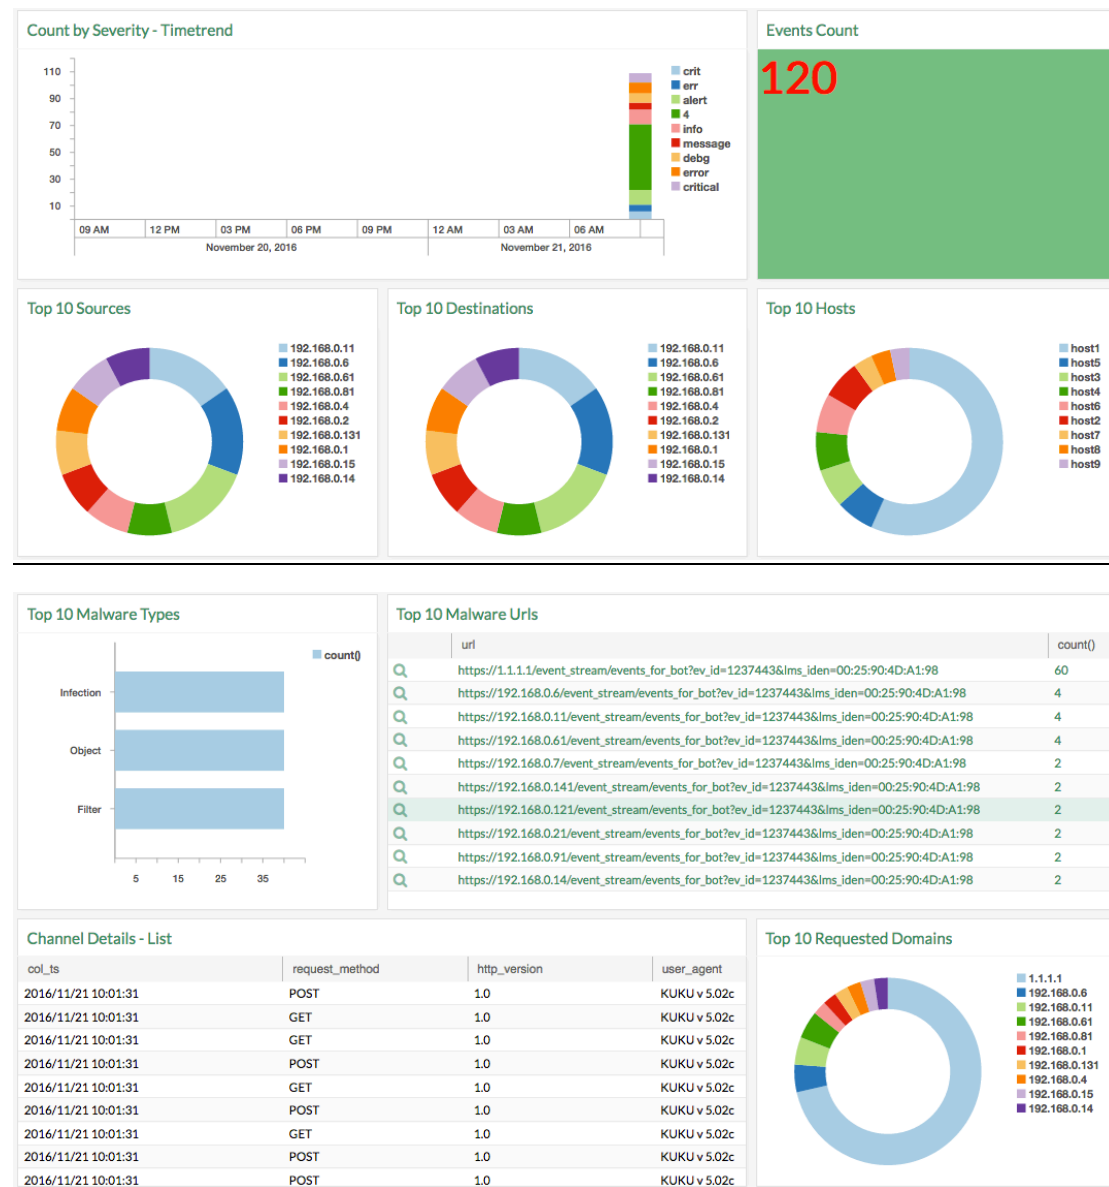 Count by Severity - Timetrend
110
90
70
50
30
10
09 AM 12 PM 03 PM 06 PM 09 PM 12 AM 03 AM 06 AM
November 20, 2016 November 21, 2016
crit
err
alert
4
info
message
debg
error
critical
Events Count
120
Top 10 Sources
192.168.0.11
192.168.0.6
192.168.0.61
192.168.0.81
192.168.0.4
192.168.0.2
192.168.0.131
192.168.0.1
192.168.0.15
192.168.0.14
Top 10 Destinations
192.168.0.11
192.168.0.6
192.168.0.61
192.168.0.81
192.168.0.4
192.168.0.2
192.168.0.131
192.168.0.1
192.168.0.15
192.168.0.14
Top 10 Hosts
host1
host5
host3
host4
host6
host2
host7
host8
host9
Top 10 Malware Types
count()
Infection
Object
Filter
5 15 25 35
Top 10 Malware Urls
url count()
https://1.1.1.1/event_stream/events_for_bot?ev_id=1237443&lms_iden=00:25:90:4D:A1:98 60
https://192.168.0.6/event_stream/events_for_bot?ev_id=1237443&lms_iden=00:25:90:4D:A1:98 4
https://192.168.0.11/event_stream/events_for_bot?ev_id=1237443&lms_iden=00:25:90:4D:A1:98 4
https://192.168.0.61/event_stream/events_for_bot?ev_id=1237443&lms_iden=00:25:90:4D:A1:98 4
https://192.168.0.7/event_stream/events_for_bot?ev_id=1237443&lms_iden=00:25:90:4D:A1:98 2
https://192.168.0.141/event_stream/events_for_bot?ev_id=1237443&lms_iden=00:25:90:4D:A1:98 2
https://192.168.0.121/event_stream/events_for_bot?ev_id=1237443&lms_iden=00:25:90:4D:A1:98 2
https://192.168.0.21/event_stream/events_for_bot?ev_id=1237443&lms_iden=00:25:90:4D:A1:98 2
https://192.168.0.91/event_stream/events_for_bot?ev_id=1237443&lms_iden=00:25:90:4D:A1:98 2
https://192.168.0.14/event_stream/events_for_bot?ev_id=1237443&lms_iden=00:25:90:4D:A1:98 2
Channel Details - List
col_ts request_method http_version user_agent
2016/11/21 10:01:31 POST 1.0 KUKU v 5.02c
2016/11/21 10:01:31 GET 1.0 KUKU v 5.02c
2016/11/21 10:01:31 GET 1.0 KUKU v 5.02c
2016/11/21 10:01:31 POST 1.0 KUKU v 5.02c
2016/11/21 10:01:31 GET 1.0 KUKU v 5.02c
2016/11/21 10:01:31 POST 1.0 KUKU v 5.02c
2016/11/21 10:01:31 GET 1.0 KUKU v 5.02c
2016/11/21 10:01:31 POST 1.0 KUKU v 5.02c
2016/11/21 10:01:31 POST 1.0 KUKU v 5.02c
Top 10 Requested Domains
1.1.1.1
192.168.0.6
192.168.0.11
192.168.0.61
192.168.0.81
192.168.0.1
192.168.0.131
192.168.0.4
192.168.0.15
192.168.0.14